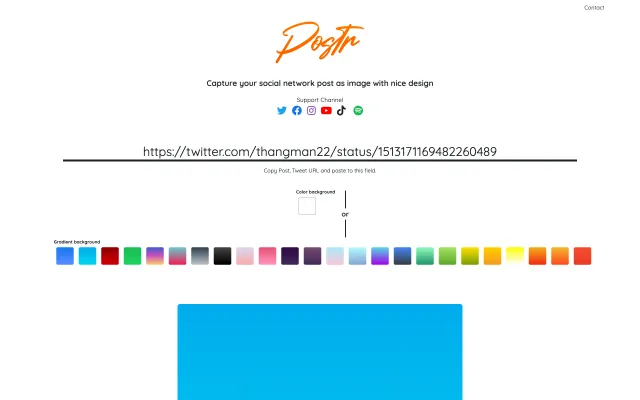 Contact
Postr
Capture your social network post as image with nice design
Support Channel
https://twitter.com/thangman22/status/1513171169482260489
Copy Post, Tweet URL and paste to this field.
Color background
or
Gradient background